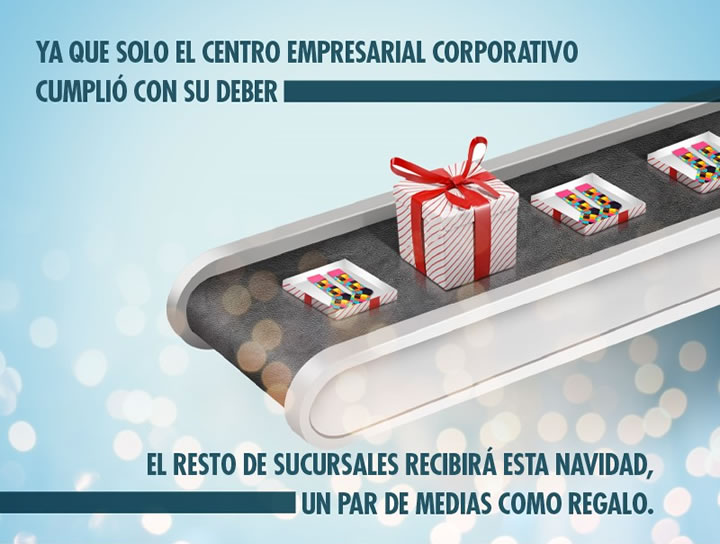 YA QUE SOLO EL CENTRO EMPRESARIAL CORPORATIVO
CUMPLIÓ CON SU DEBER
EL RESTO DE SUCURSALES RECIBIRÁ ESTA NAVIDAD,
UN PAR DE MEDIAS COMO REGALO.